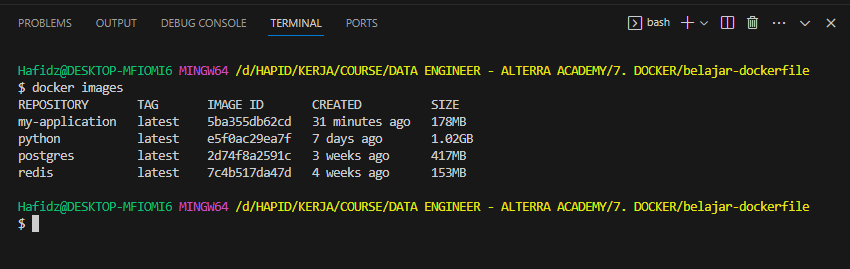 PROBLEMS OUTPUT DEBUG CONSOLE TERMINAL PORTS bash
Hafidz@DESKTOP-MFIOMI6 MINGW64 /d/HAPID/KERJA/COURSE/DATA ENGINEER - ALTERRA ACADEMY/7. DOCKER/belajar-dockerfile
$ docker images
REPOSITORY TAG IMAGE ID CREATED SIZE
my-application latest 5ba355db62cd 31 minutes ago 178MB
python latest e5f0ac29ea7f 7 days ago 1.02GB
postgres latest 2d74f8a2591c 3 weeks ago 417MB
redis latest 7c4b517da47d 4 weeks ago 153MB
Hafidz@DESKTOP-MFIOMI6 MINGW64 /d/HAPID/KERJA/COURSE/DATA ENGINEER - ALTERRA ACADEMY/7. DOCKER/belajar-dockerfile
$